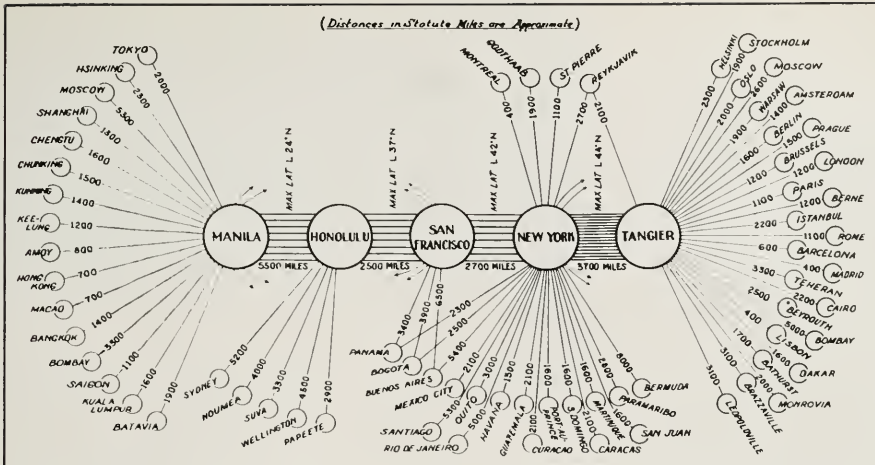 (Distances in Statute Miles are Approximate)
TOKYO 2000
HSINKING 2300
MOSCOW 5300
SHANGHAI 1300
CHENGTU 1600
CHUNKING 1500
KUNMING 1400
KEE-
LUNG 1200
AMOY 800
HONG
KONG 700
MACAO 700
BANGKOK 1400
BOMBAY 3300
SAIGON 1100
KUALA
LUMPUR 1600
BATAVIA 1900
MANILA
5500 MILES
MAX LAT L 24° N
HONOLULU
SYDNEY 5200
NOUMEA 4000
SUVA 3300
WELLINGTON 4600
PAPEETE 2900
2500 MILES
MAX LAT L 37° N
SAN
FRANCISCO
PANAMA 3400
BOGOTA 3900
BUENOS AIRES 6500
2700 MILES
MAX LAT L 42° N
MONTREAL 400
GODTHAAB 1900
ST PIERRE 1100
REYKJAVIK 2700
2100
NEW YORK
2300
2500
5400
MEXICO CITY 2100
SANTIAGO 5300
QUITO 3000
RIO DE JANEIRO 5000
HAVANA 1300
GUATEMALA 2100
CURACAO 2100
PORT-AU-
PRINCE 1600
S. DOMINGO 1600
CARACAS 2100
MARTINIQUE 1600
SAN JUAN 1600
PARAMARIBO
BERMUDA
3700 MILES
MAX LAT L 44° N
TANGIER
HELSINKI 2300
STOCKHOLM 1900
OSLO 2000
MOSCOW 2600
WARSAW 1900
AMSTERDAM 1400
BERLIN 1600
PRAGUE 1500
BRUSSELS 1200
LONDON 1200
PARIS 1100
BERNE 1200
ISTANBUL 2200
ROME 1100
BARCELONA 600
MADRID 400
TEHERAN 3300
CAIRO 2200
BEYROUTH 2500
BOMBAY 5000
LISBON 400
DAKAR 1600
BATHURST 1700
MONROVIA 2000
BRAZZAVILLE 3100
LEOPOLDVILLE 3100